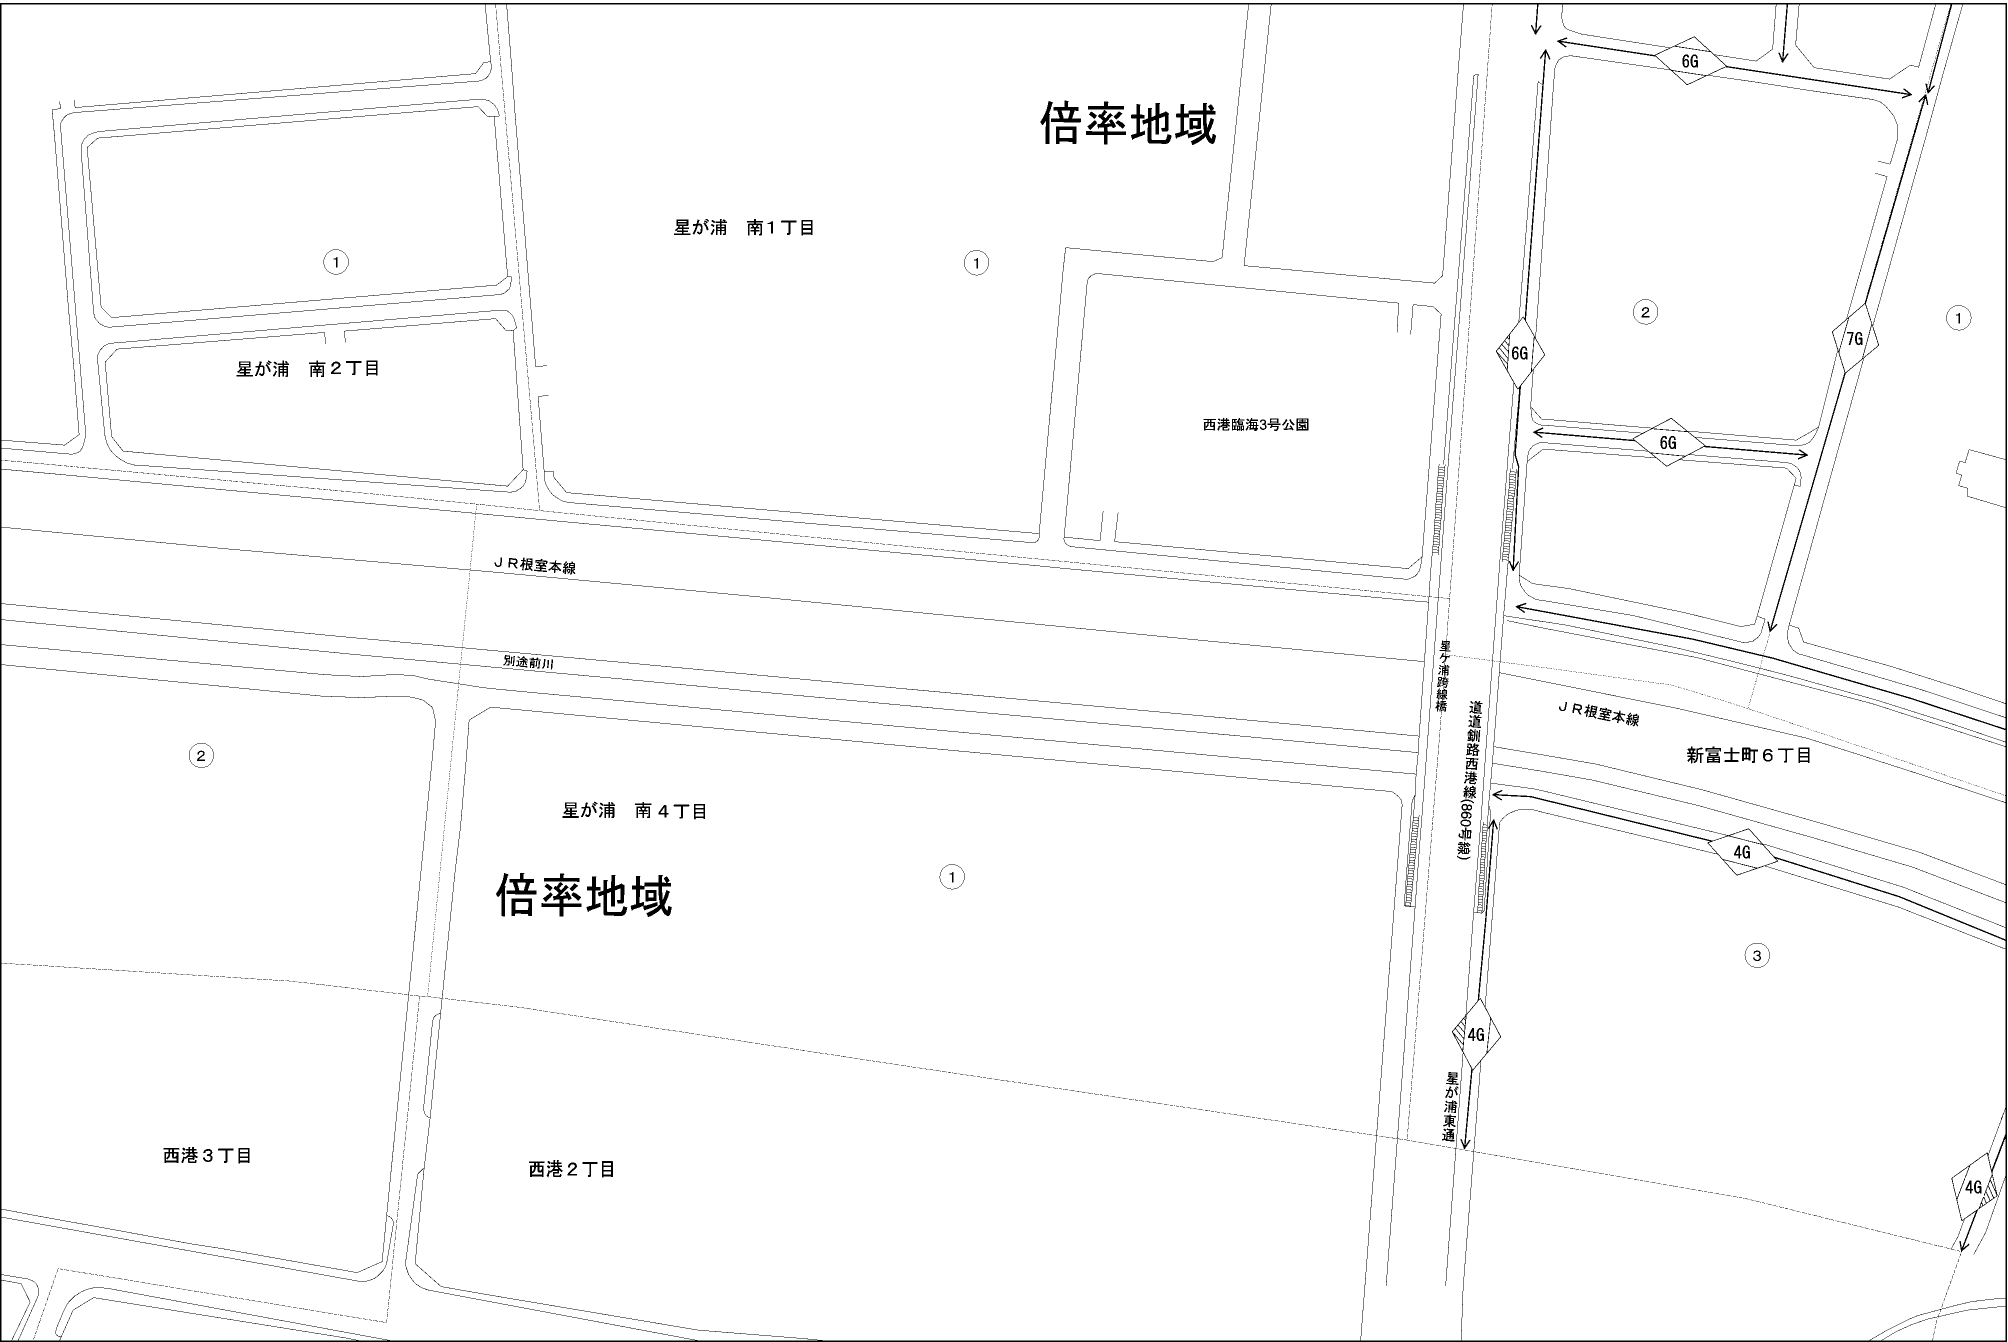 6G
倍率地域
星が浦　南1丁目
①
①
②
①
6G
7G
星が浦　南２丁目
西港臨海3号公園
6G
ＪＲ根室本線
別途前川
星ケ浦跨線橋
道道釧路西港線(860号線)
ＪＲ根室本線
新富士町６丁目
②
星が浦　南４丁目
4G
倍率地域
①
③
4G
星が浦東通
西港３丁目
西港２丁目
4G